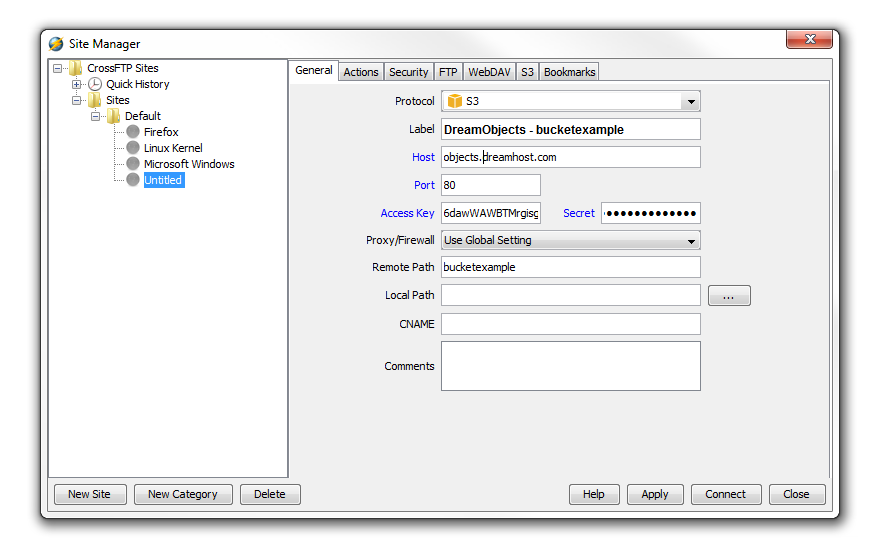 Site Manager
CrossFTP Sites
Quick History
Sites
Default
Firefox
Linux Kernel
Microsoft Windows
Untitled
General Actions Security FTP WebDAV S3 Bookmarks
Protocol S3
Label DreamObjects - bucketexample
Host objects.dreamhost.com
Port 80
Access Key 6dawWAWBTMrgisg Secret
Proxy/Firewall Use Global Setting
Remote Path bucketexample
Local Path ...
CNAME
Comments
New Site New Category Delete Help Apply Connect Close